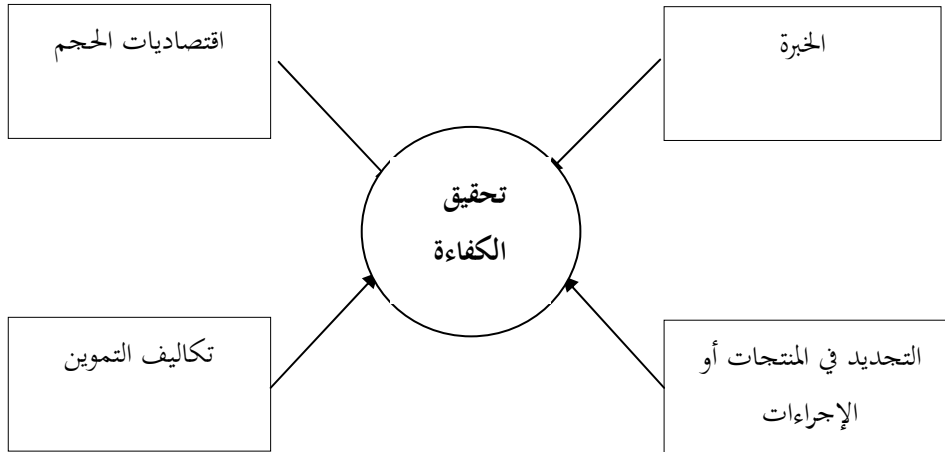 الخبرة
اقتصاديات الحجم
تحقيق
الكفاءة
التجديد في المنتجات أو
الإجراءات
تكاليف التموين